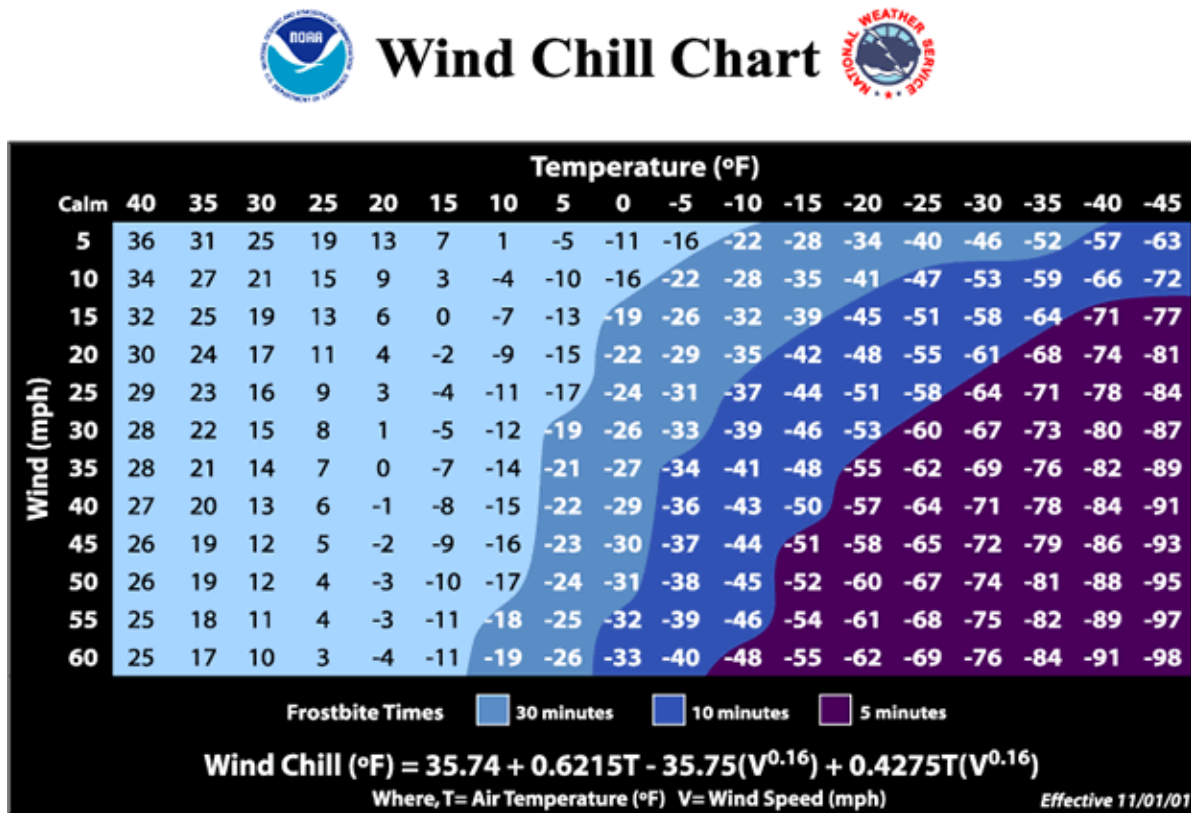 NOAA
NATIONAL OCEANIC AND ATMOSPHERIC ADMINISTRATION
U.S. DEPARTMENT OF COMMERCE
Wind Chill Chart
NATIONAL WEATHER SERVICE
Temperature (ºF)
Calm 40 35 30 25 20 15 10 5 0 -5 -10 -15 -20 -25 -30 -35 -40 -45
Wind (mph)
5 36 31 25 19 13 7 1 -5 -11 -16 -22 -28 -34 -40 -46 -52 -57 -63
10 34 27 21 15 9 3 -4 -10 -16 -22 -28 -35 -41 -47 -53 -59 -66 -72
15 32 25 19 13 6 0 -7 -13 -19 -26 -32 -39 -45 -51 -58 -64 -71 -77
20 30 24 17 11 4 -2 -9 -15 -22 -29 -35 -42 -48 -55 -61 -68 -74 -81
25 29 23 16 9 3 -4 -11 -17 -24 -31 -37 -44 -51 -58 -64 -71 -78 -84
30 28 22 15 8 1 -5 -12 -19 -26 -33 -39 -46 -53 -60 -67 -73 -80 -87
35 28 21 14 7 0 -7 -14 -21 -27 -34 -41 -48 -55 -62 -69 -76 -82 -89
40 27 20 13 6 -1 -8 -15 -22 -29 -36 -43 -50 -57 -64 -71 -78 -84 -91
45 26 19 12 5 -2 -9 -16 -23 -30 -37 -44 -51 -58 -65 -72 -79 -86 -93
50 26 19 12 4 -3 -10 -17 -24 -31 -38 -45 -52 -60 -67 -74 -81 -88 -95
55 25 18 11 4 -3 -11 -18 -25 -32 -39 -46 -54 -61 -68 -75 -82 -89 -97
60 25 17 10 3 -4 -11 -19 -26 -33 -40 -48 -55 -62 -69 -76 -84 -91 -98
Frostbite Times 30 minutes 10 minutes 5 minutes
Wind Chill (ºF) = 35.74 + 0.6215T - 35.75(V^0.16) + 0.4275T(V^0.16)
Where, T= Air Temperature (ºF) V= Wind Speed (mph)
Effective 11/01/01